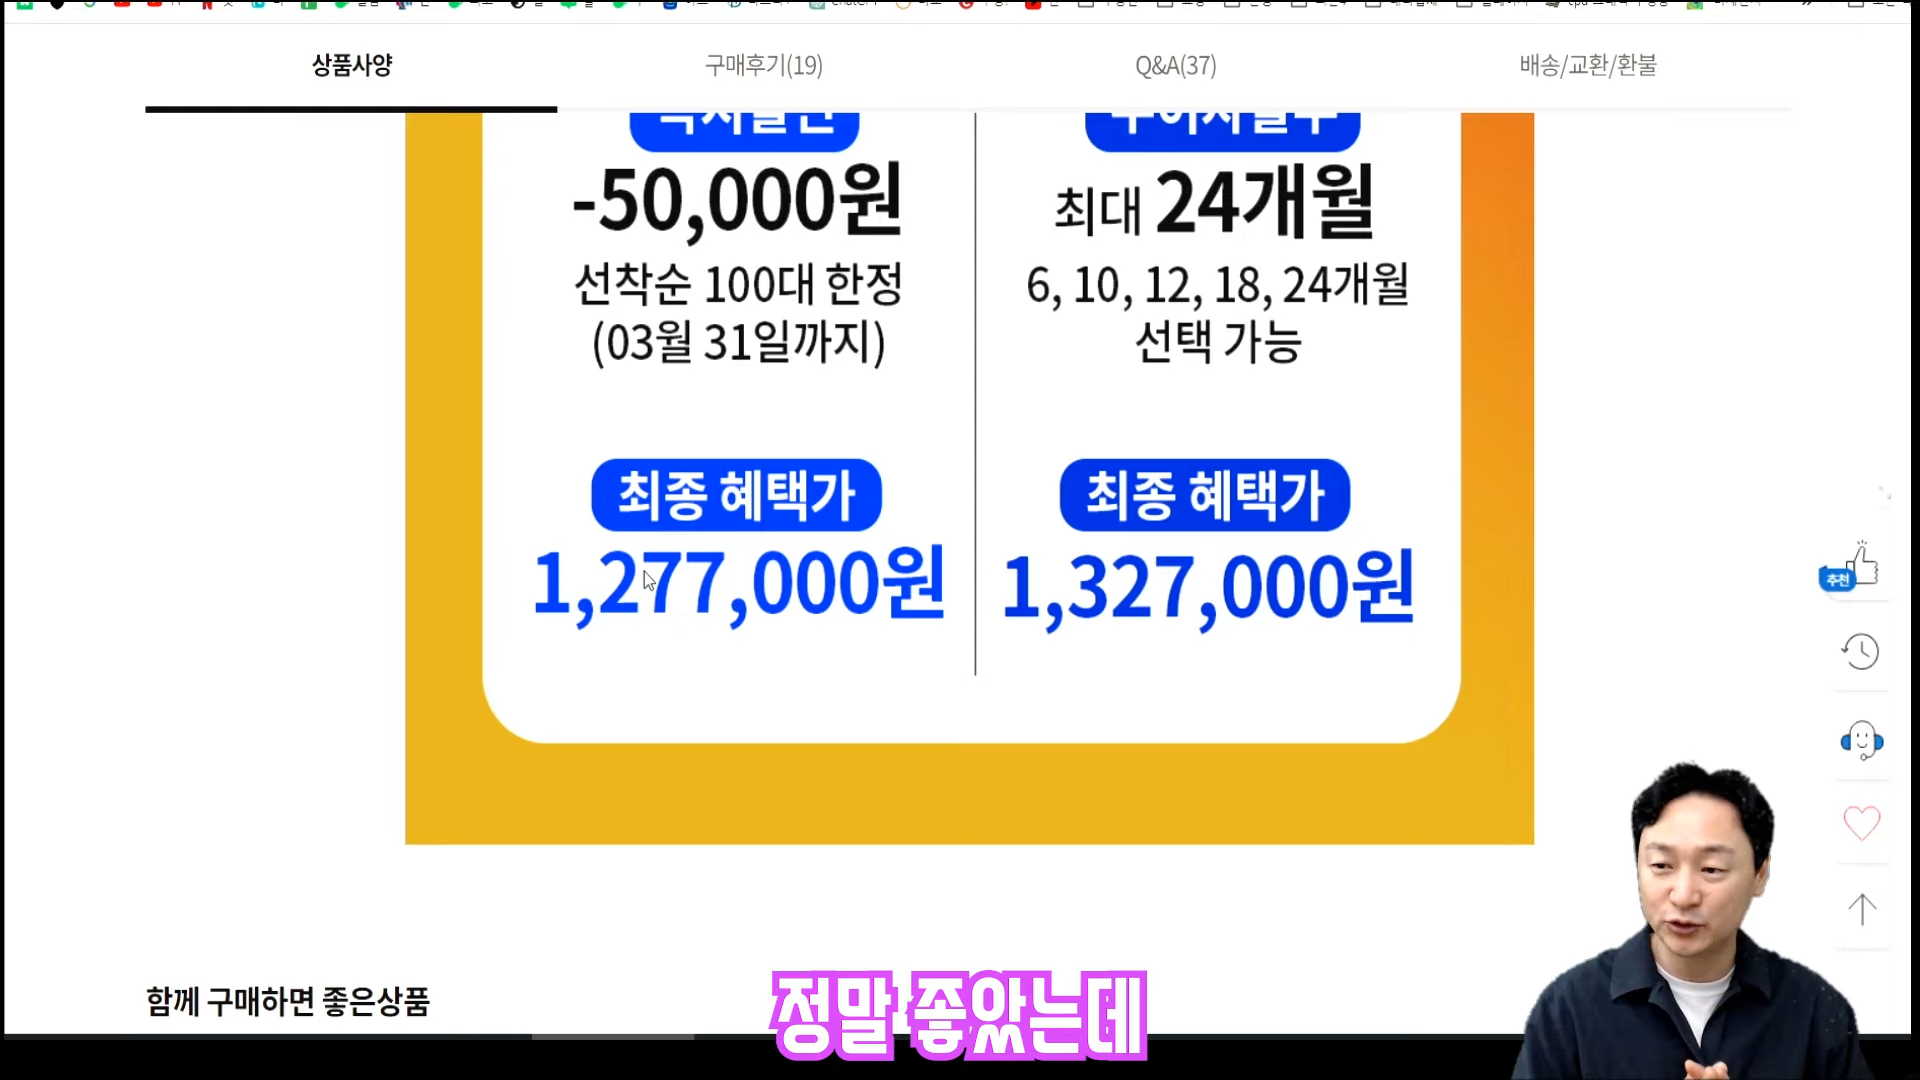 상품사양
구매후기(19)
Q&A(37)
배송/교환/환불
-50,000원
선착순 100대 한정
(03월 31일까지)
최대 24개월
6, 10, 12, 18, 24개월
선택 가능
최종 혜택가
1,277,000원
최종 혜택가
1,327,000원
추천
함께 구매하면 좋은상품
정말 좋았는데